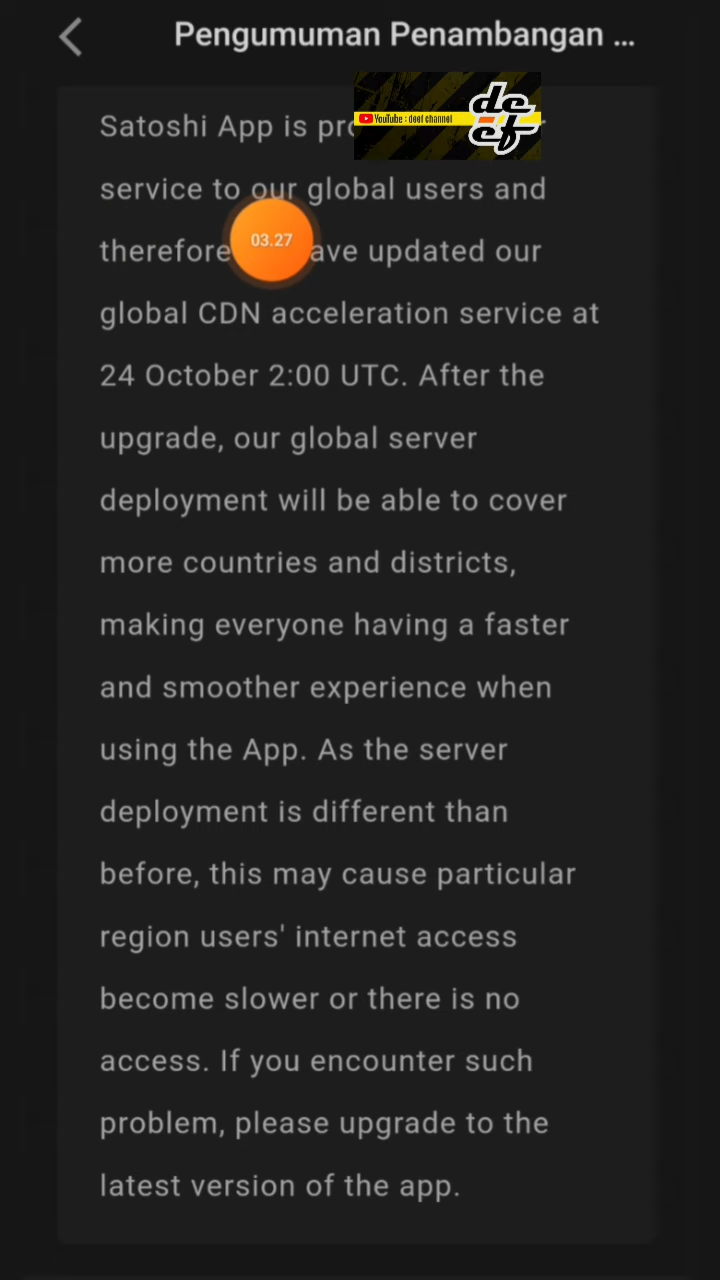 Pengumuman Penambangan ...
YouTube : deef channel
de
ef
Satoshi App is
service to our global users and
03.27
therefore updated our
global CDN acceleration service at
24 October 2:00 UTC. After the
upgrade, our global server
deployment will be able to cover
more countries and districts,
making everyone having a faster
and smoother experience when
using the App. As the server
deployment is different than
before, this may cause particular
region users' internet access
become slower or there is no
access. If you encounter such
problem, please upgrade to the
latest version of the app.